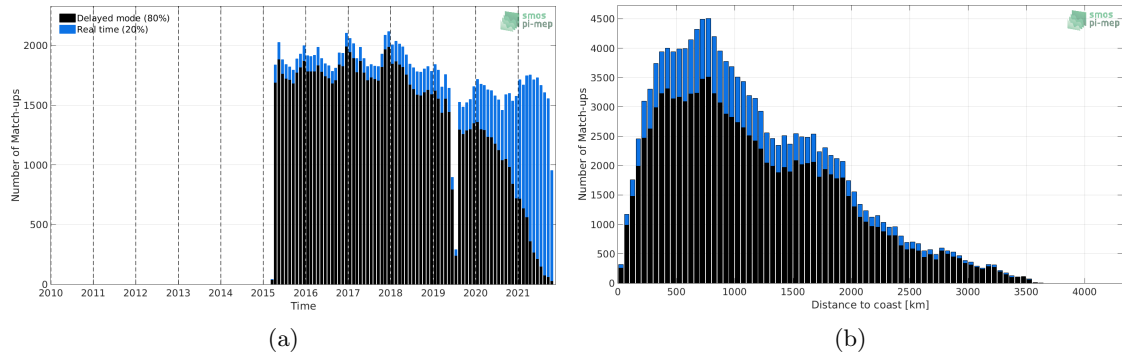 Delayed mode (80%)
Real time (20%)
smos
pi-mep
Number of Match-ups
2000
1500
1000
500
0
2010 2011 2012 2013 2014 2015 2016 2017 2018 2019 2020 2021
Time
(a)
smos
pi-mep
Number of Match-ups
4500
4000
3500
3000
2500
2000
1500
1000
500
0
0 500 1000 1500 2000 2500 3000 3500 4000
Distance to coast [km]
(b)